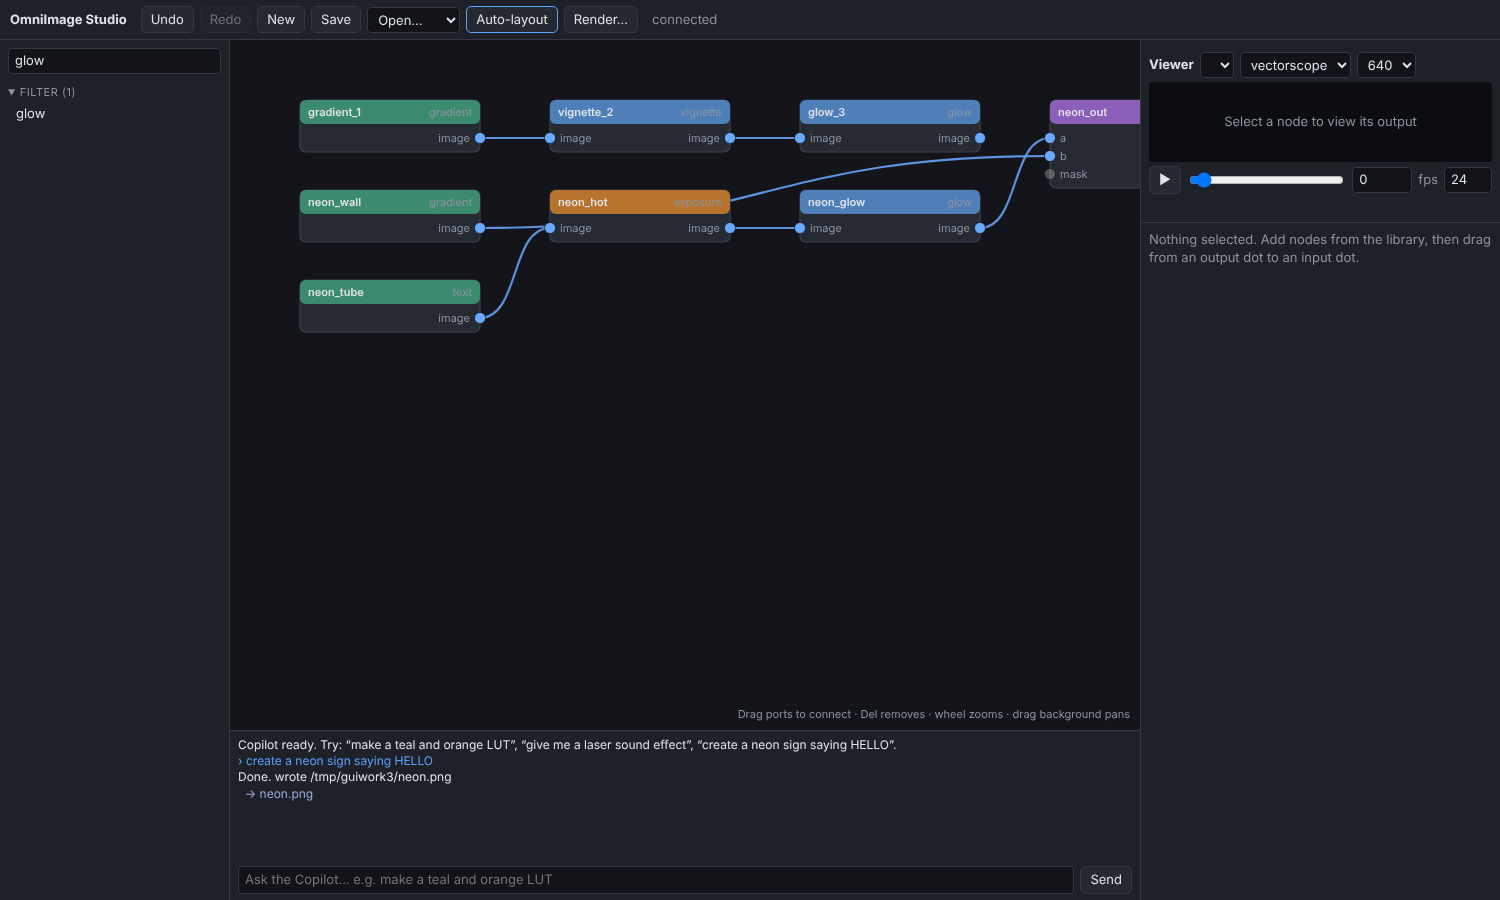 OmniImage Studio Undo Redo New Save Open... Auto-layout Render... connected
glow
FILTER (1)
glow
gradient_1 gradient
image
vignette_2 vignette
image image
glow_3 glow
image image
neon_out
a
b
mask
neon_wall gradient
image
neon_hot exposure
image image
neon_glow glow
image image
neon_tube text
image
Drag ports to connect · Del removes · wheel zooms · drag background pans
Copilot ready. Try: “make a teal and orange LUT”, “give me a laser sound effect”, “create a neon sign saying HELLO”.
› create a neon sign saying HELLO
Done. wrote /tmp/guiwork3/neon.png
→ neon.png
Ask the Copilot... e.g. make a teal and orange LUT Send
Viewer vectorscope 640
Select a node to view its output
0 fps 24
Nothing selected. Add nodes from the library, then drag
from an output dot to an input dot.